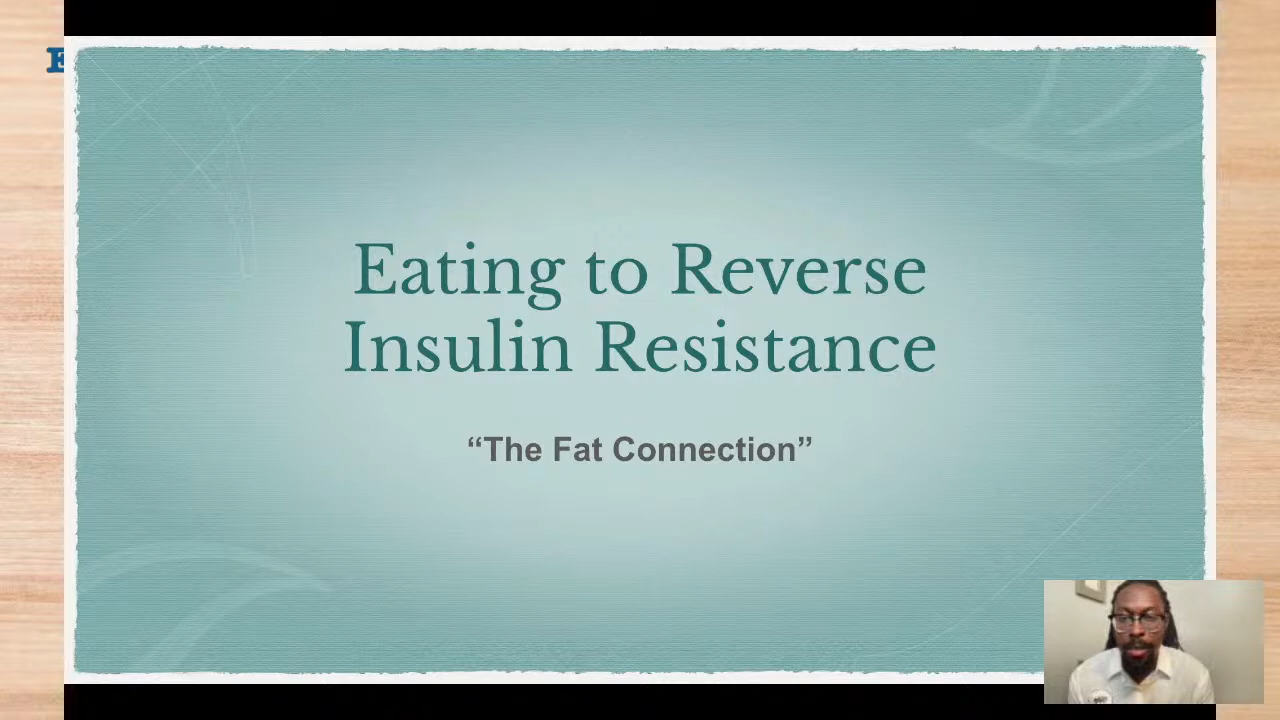 E
Eating to Reverse
Insulin Resistance
“The Fat Connection”